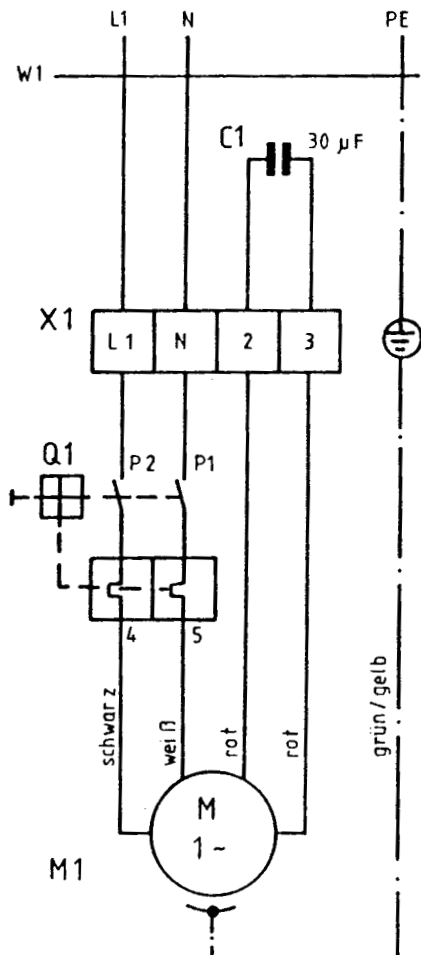 L1 N PE
W1
C1 30 µF
X1
L1 N 2 3
Q1
P2 P1
4 5
schwarz
weiß
rot
rot
grün/gelb
M
1~
M1